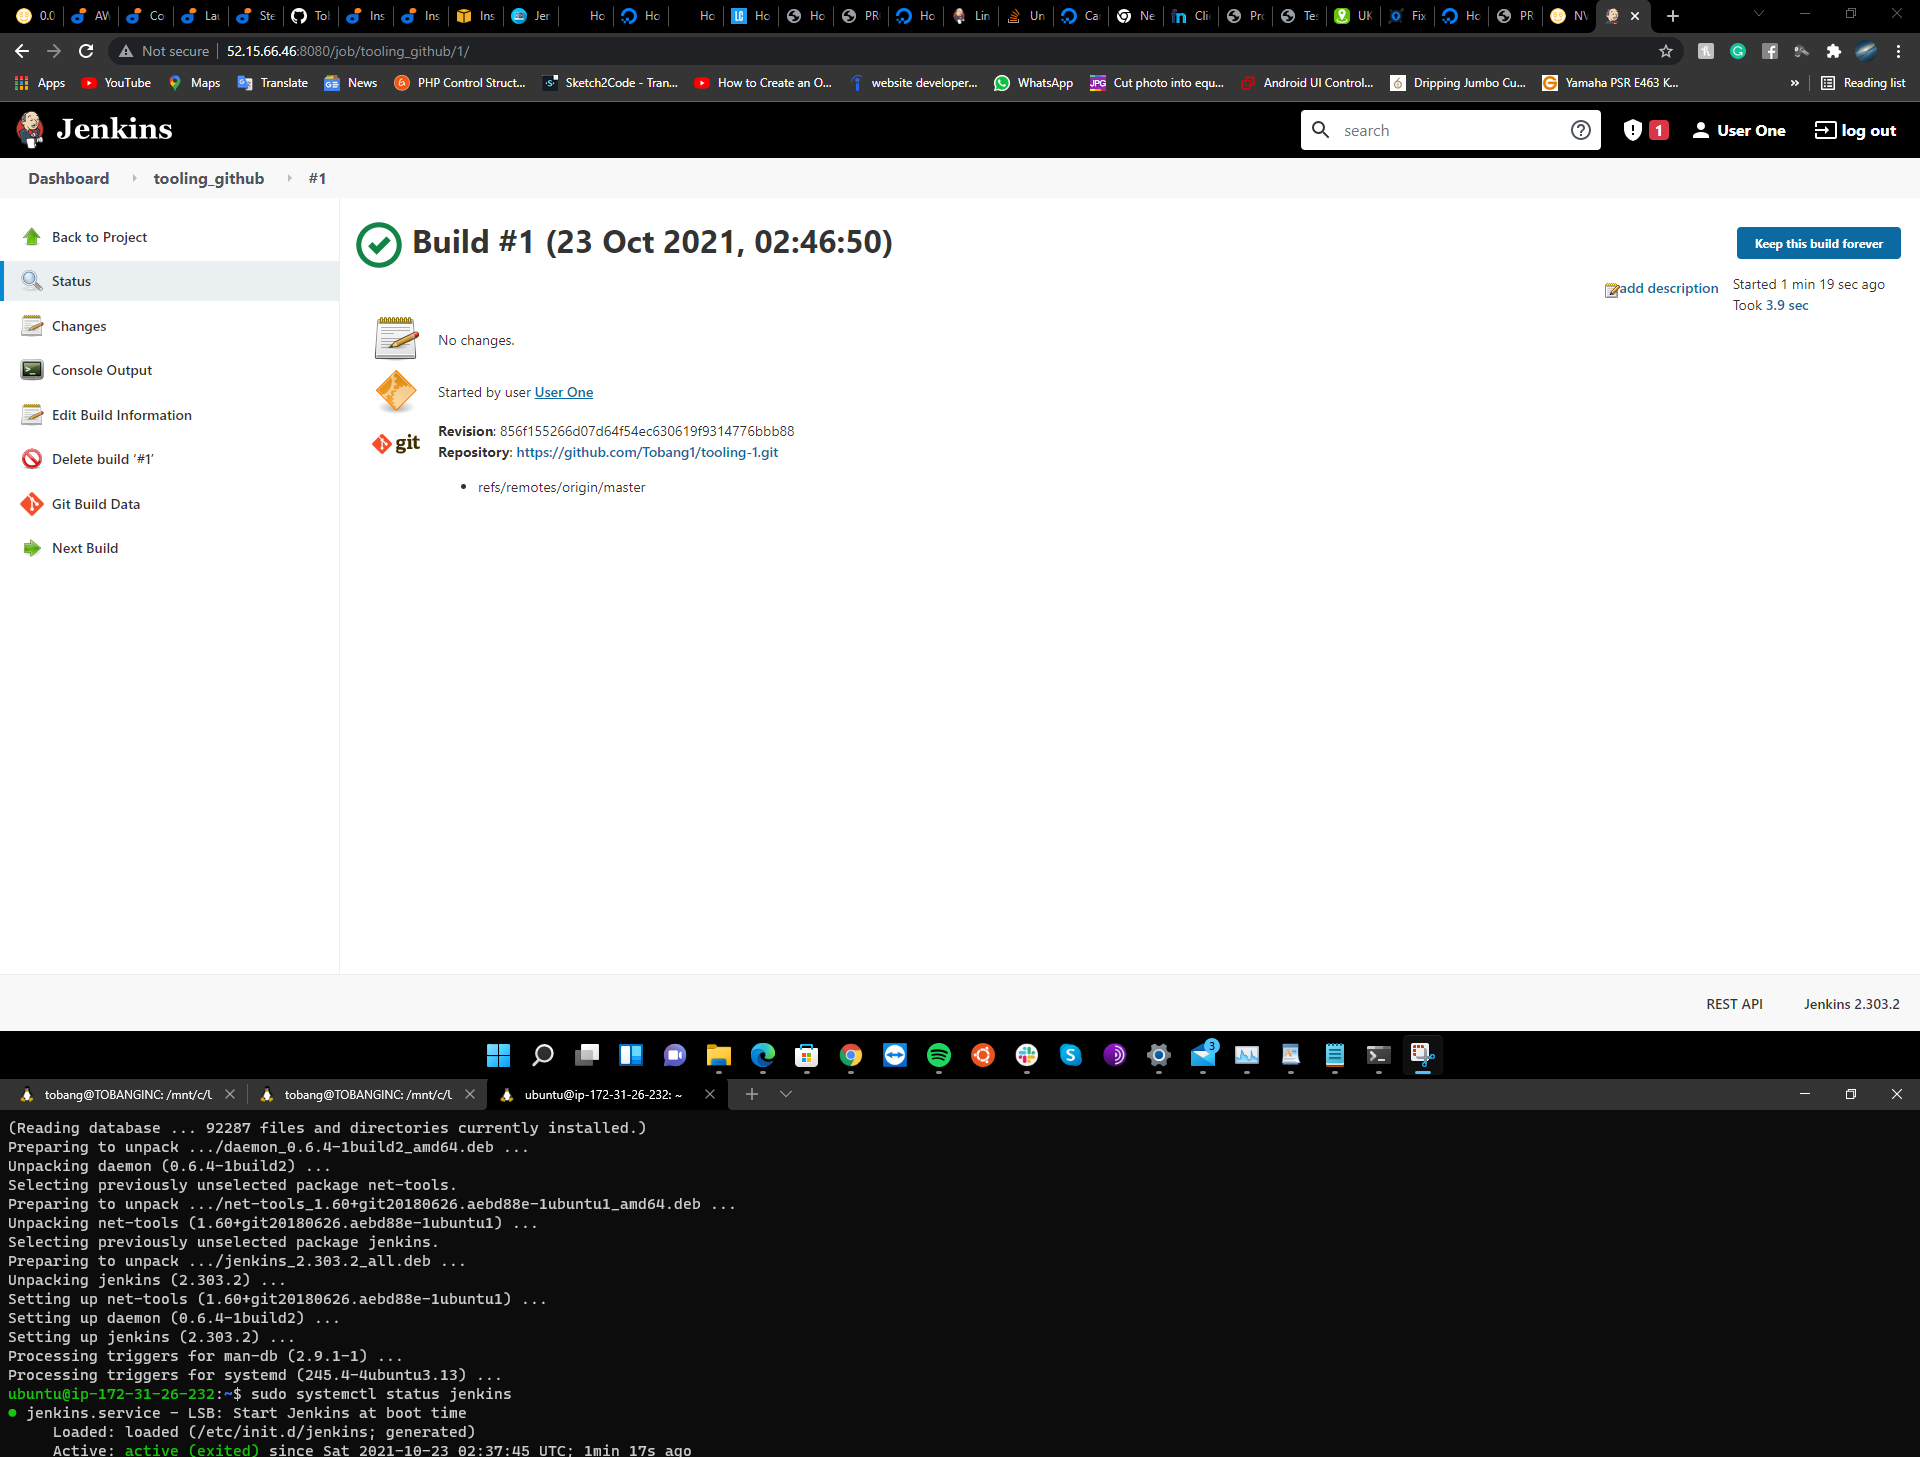 0.0 AW Co Lau Ste Tol Ins Ins Ins Jer Ho Ho Ho Ho Ho PR Ho Lin Un Ca Ne Clic Pro Tes UK Fix Ho PR NV
Not secure 52.15.66.46:8080/job/tooling_github/1/
Apps YouTube Maps Translate News PHP Control Struct... Sketch2Code - Tran... How to Create an O... website developer... WhatsApp Cut photo into equ... Android UI Control... Dripping Jumbo Cu... Yamaha PSR E463 K... » Reading list
Jenkins search 1 User One log out
Dashboard tooling_github #1
Back to Project
Status
Changes
Console Output
Edit Build Information
Delete build ‘#1’
Git Build Data
Next Build
Build #1 (23 Oct 2021, 02:46:50)
Keep this build forever
add description
Started 1 min 19 sec ago
Took 3.9 sec
No changes.
Started by user User One
git
Revision: 856f155266d07d64f54ec630619f9314776bbb88
Repository: https://github.com/Tobang1/tooling-1.git
refs/remotes/origin/master
REST API Jenkins 2.303.2
3
tobang@TOBANGINC: /mnt/c/l tobang@TOBANGINC: /mnt/c/l ubuntu@ip-172-31-26-232: ~
(Reading database ... 92287 files and directories currently installed.)
Preparing to unpack .../daemon_0.6.4-1build2_amd64.deb ...
Unpacking daemon (0.6.4-1build2) ...
Selecting previously unselected package net-tools.
Preparing to unpack .../net-tools_1.60+git20180626.aebd88e-1ubuntu1_amd64.deb ...
Unpacking net-tools (1.60+git20180626.aebd88e-1ubuntu1) ...
Selecting previously unselected package jenkins.
Preparing to unpack .../jenkins_2.303.2_all.deb ...
Unpacking jenkins (2.303.2) ...
Setting up net-tools (1.60+git20180626.aebd88e-1ubuntu1) ...
Setting up daemon (0.6.4-1build2) ...
Setting up jenkins (2.303.2) ...
Processing triggers for man-db (2.9.1-1) ...
Processing triggers for systemd (245.4-4ubuntu3.13) ...
ubuntu@ip-172-31-26-232:~$ sudo systemctl status jenkins
● jenkins.service - LSB: Start Jenkins at boot time
Loaded: loaded (/etc/init.d/jenkins; generated)
Active: active (exited) since Sat 2021-10-23 02:37:45 UTC; 1min 17s ago